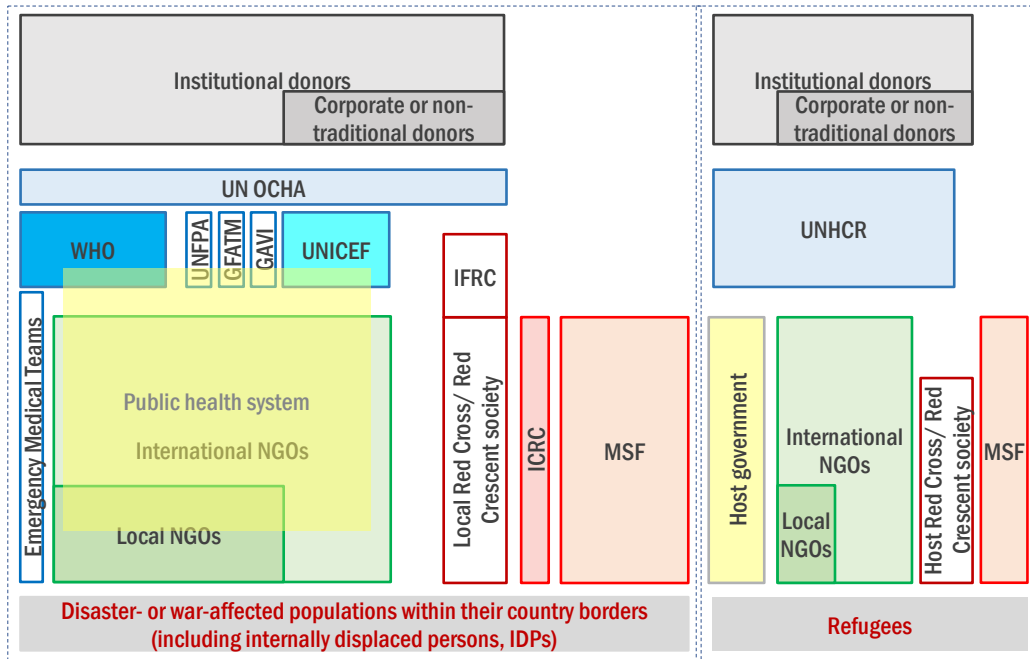 Institutional donors
Corporate or non-
traditional donors
UN OCHA
WHO
UNFPA
GFATM
GAVI
UNICEF
IFRC
Emergency Medical Teams
Public health system
International NGOs
Local NGOs
Local Red Cross/ Red
Crescent society
ICRC
MSF
Disaster- or war-affected populations within their country borders
(including internally displaced persons, IDPs)
Institutional donors
Corporate or non-
traditional donors
UNHCR
Host government
International
NGOs
Local
NGOs
Host Red Cross/ Red
Crescent society
MSF
Refugees